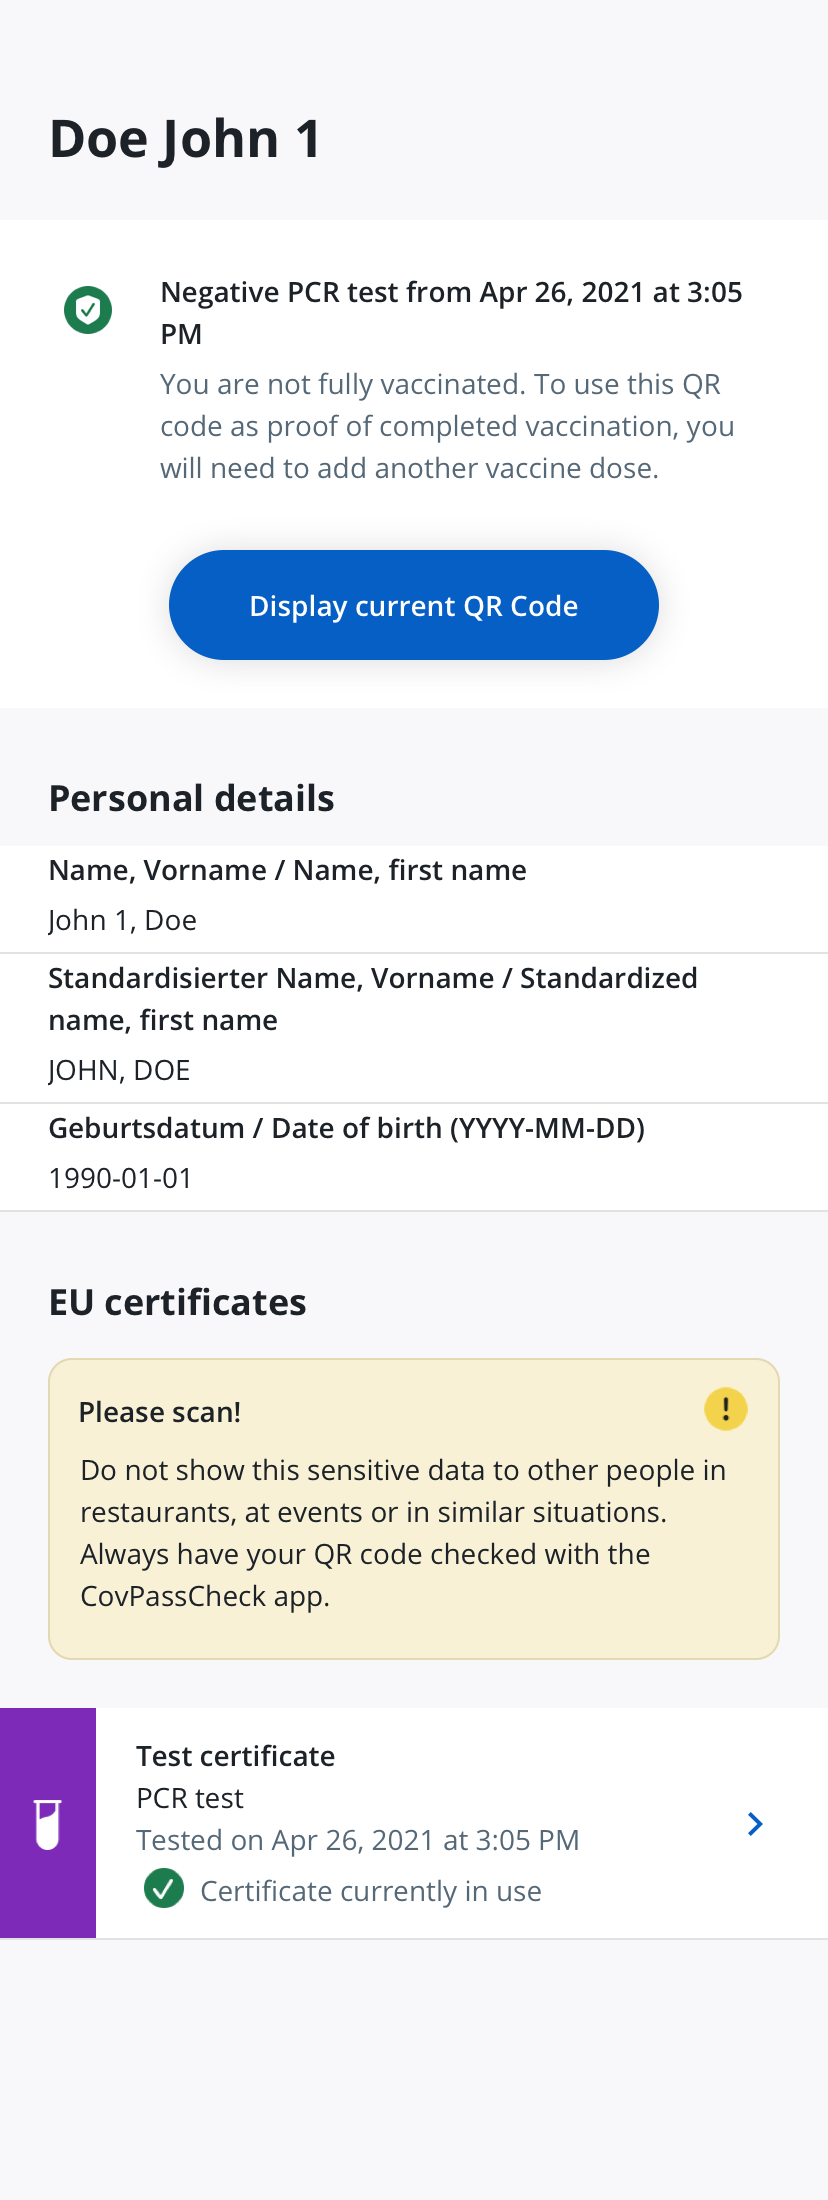 Doe John 1
Negative PCR test from Apr 26, 2021 at 3:05
PM
You are not fully vaccinated. To use this QR
code as proof of completed vaccination, you
will need to add another vaccine dose.
Display current QR Code
Personal details
Name, Vorname / Name, first name
John 1, Doe
Standardisierter Name, Vorname / Standardized
name, first name
JOHN, DOE
Geburtsdatum / Date of birth (YYYY-MM-DD)
1990-01-01
EU certificates
Please scan!
Do not show this sensitive data to other people in
restaurants, at events or in similar situations.
Always have your QR code checked with the
CovPassCheck app.
Test certificate
PCR test
Tested on Apr 26, 2021 at 3:05 PM
Certificate currently in use